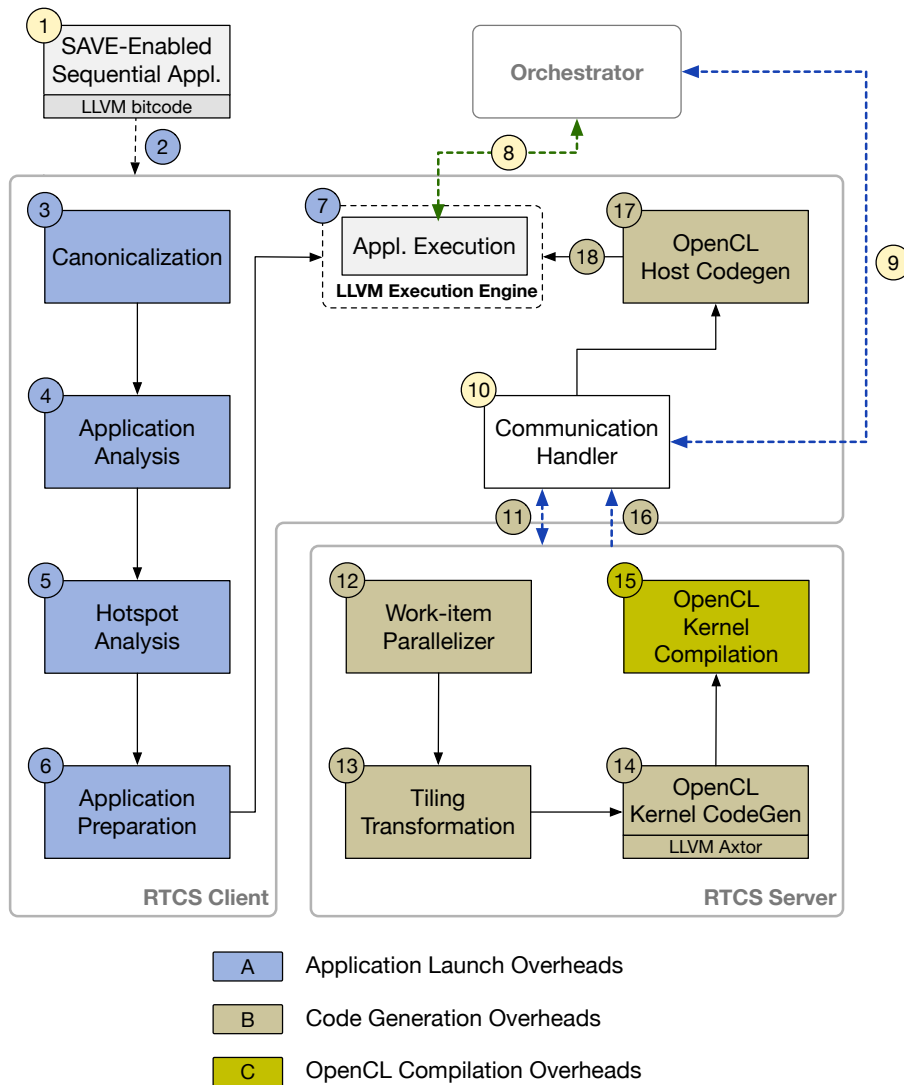 1
SAVE-Enabled
Sequential Appl.
LLVM bitcode
2
Orchestrator
8
9
3
Canonicalization
4
Application
Analysis
5
Hotspot
Analysis
6
Application
Preparation
RTCS Client
7
Appl. Execution
LLVM Execution Engine
18
17
OpenCL
Host Codegen
10
Communication
Handler
11
16
12
Work-item
Parallelizer
13
Tiling
Transformation
14
OpenCL
Kernel CodeGen
LLVM Axtor
15
OpenCL
Kernel
Compilation
RTCS Server
A Application Launch Overheads
B Code Generation Overheads
C OpenCL Compilation Overheads